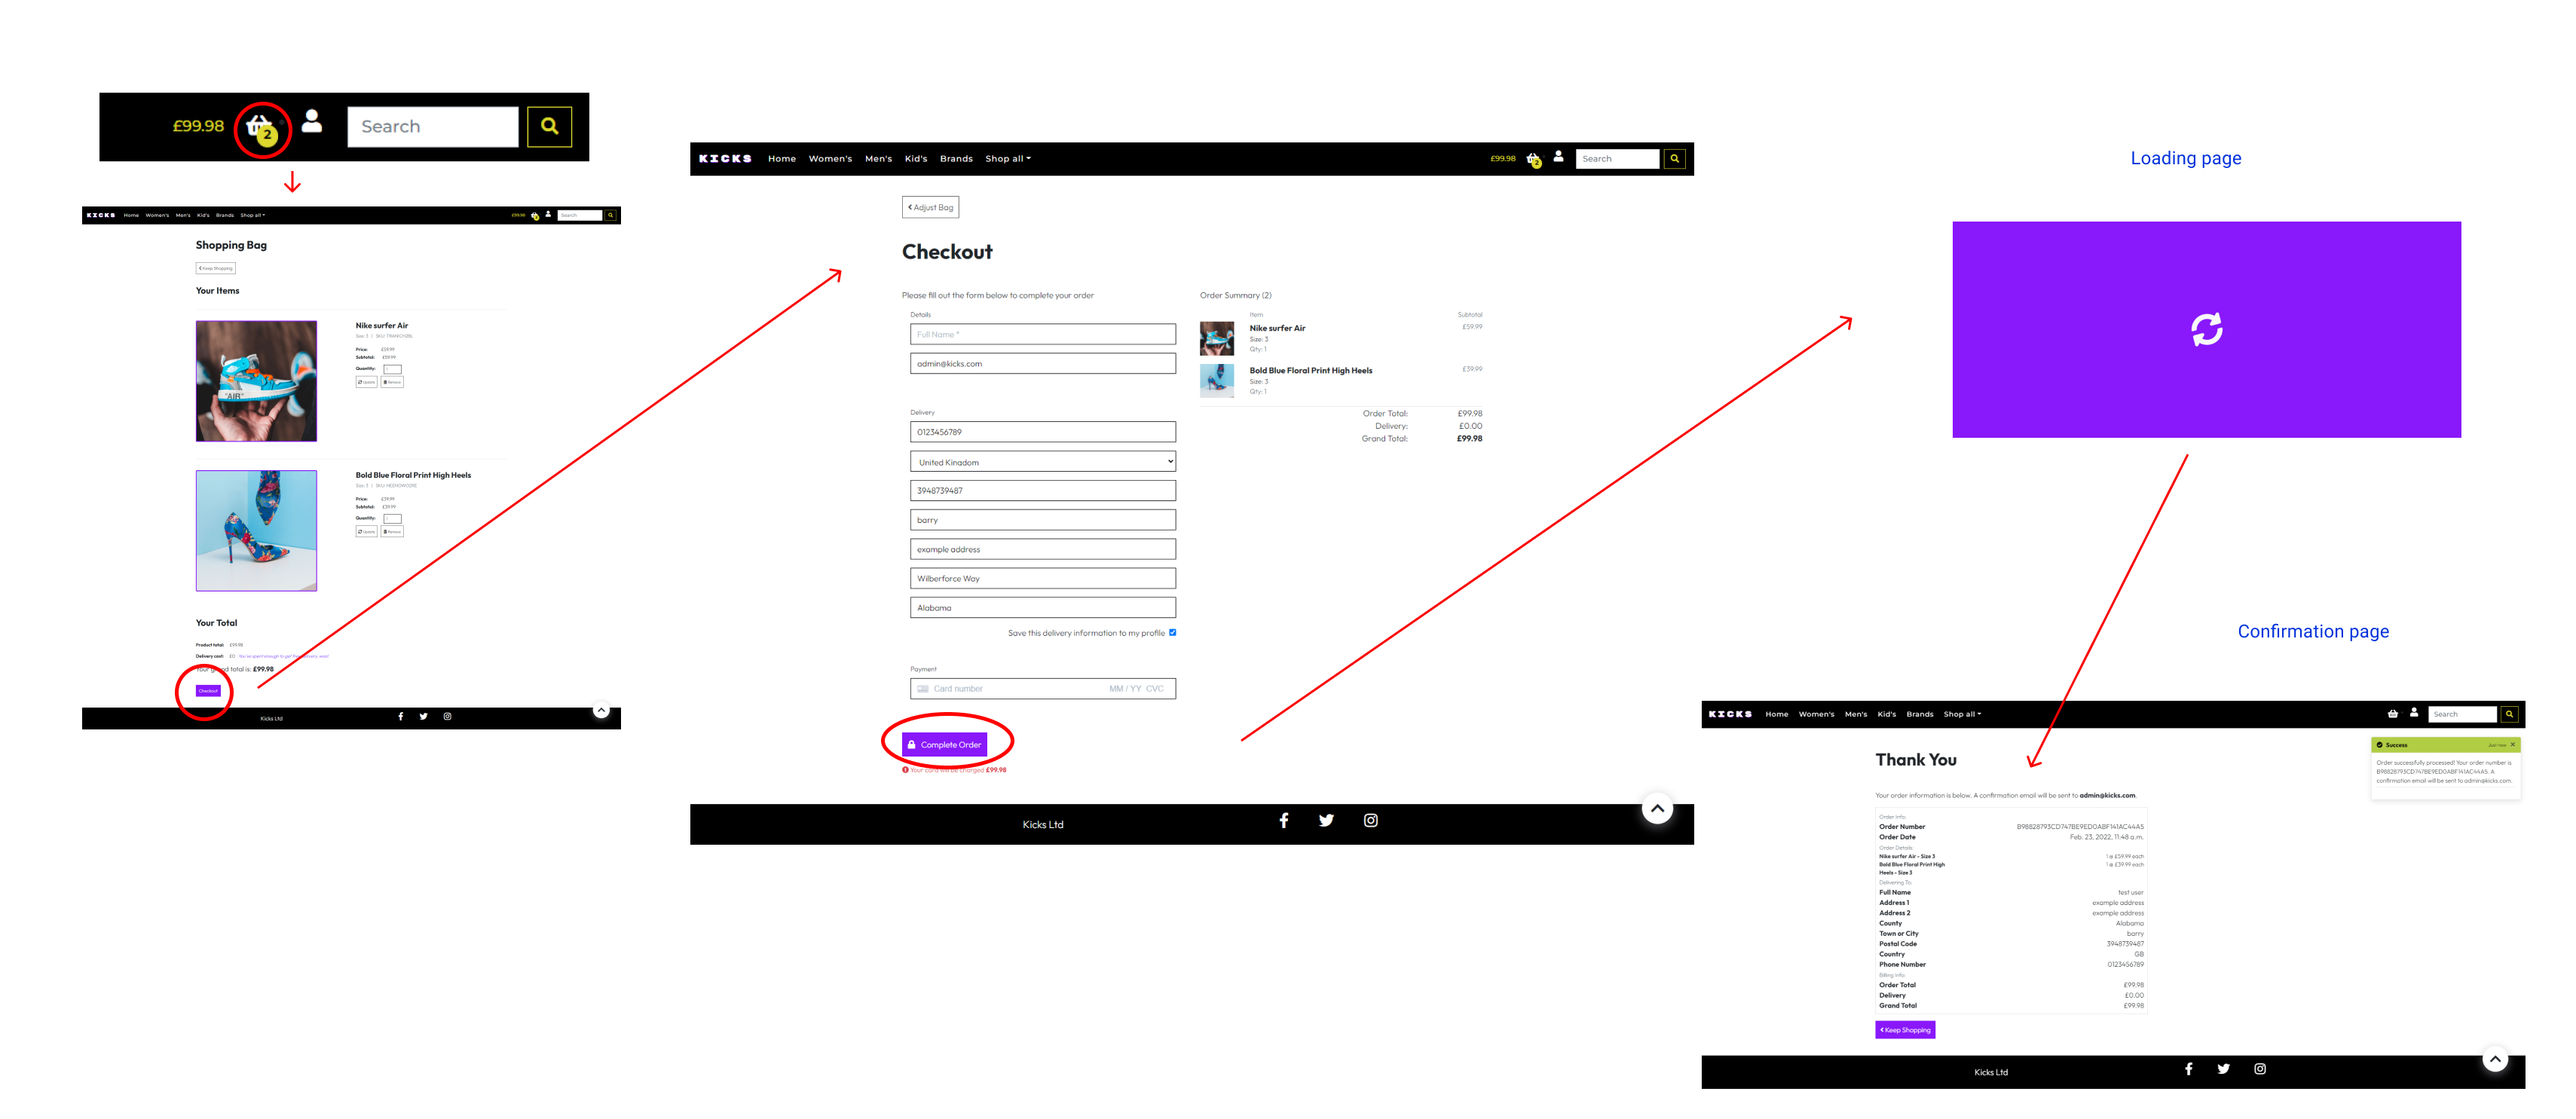 £99.98 2 Search
KICKS Home Women's Men's Kid's Brands Shop all £99.98 Search
Shopping Bag
Keep Shopping
Your Items
Nike surfer Air
Size: 3 | SKU:
Price: £59.99
Subtotal: £59.99
Quantity:
Update Remove
"AIR"
Bold Blue Floral Print High Heels
Size: 3 | SKU:
Price: £39.99
Subtotal: £39.99
Quantity:
Update Remove
Your Total
Product total: £99.98
Delivery cost: £0
Your grand total is: £99.98
Checkout
Kicks Ltd
KICKS Home Women's Men's Kid's Brands Shop all £99.98 2 Search
Adjust Bag
Checkout
Please fill out the form below to complete your order
Details
Full Name *
admin@kicks.com
Delivery
0123456789
United Kingdom
3948739487
barry
example address
Wilberforce Way
Alabama
Save this delivery information to my profile
Payment
Card number MM / YY CVC
Complete Order
Your card will be charged £99.98
Order Summary (2)
Item Subtotal
Nike surfer Air £59.99
Size: 3
Qty: 1
Bold Blue Floral Print High Heels £39.99
Size: 3
Qty: 1
Order Total: £99.98
Delivery: £0.00
Grand Total: £99.98
Kicks Ltd
Loading page
Confirmation page
KICKS Home Women's Men's Kid's Brands Shop all Search
Success Just now
Order successfully processed! Your order number is
B98828793CD747BE9ED0ABF141AC44A5. A
confirmation email will be sent to admin@kicks.com.
Thank You
Your order information is below. A confirmation email will be sent to admin@kicks.com.
Order Info:
Order Number B98828793CD747BE9ED0ABF141AC44A5
Order Date Feb. 23, 2022, 11:48 a.m.
Order Details:
Nike surfer Air - Size 3 1 @ £59.99 each
Bold Blue Floral Print High 1 @ £39.99 each
Heels - Size 3
Delivering To:
Full Name test user
Address 1 example address
Address 2 example address
County Alabama
Town or City barry
Postal Code 3948739487
Country GB
Phone Number 0123456789
Billing Info:
Order Total £99.98
Delivery £0.00
Grand Total £99.98
Keep Shopping
Kicks Ltd